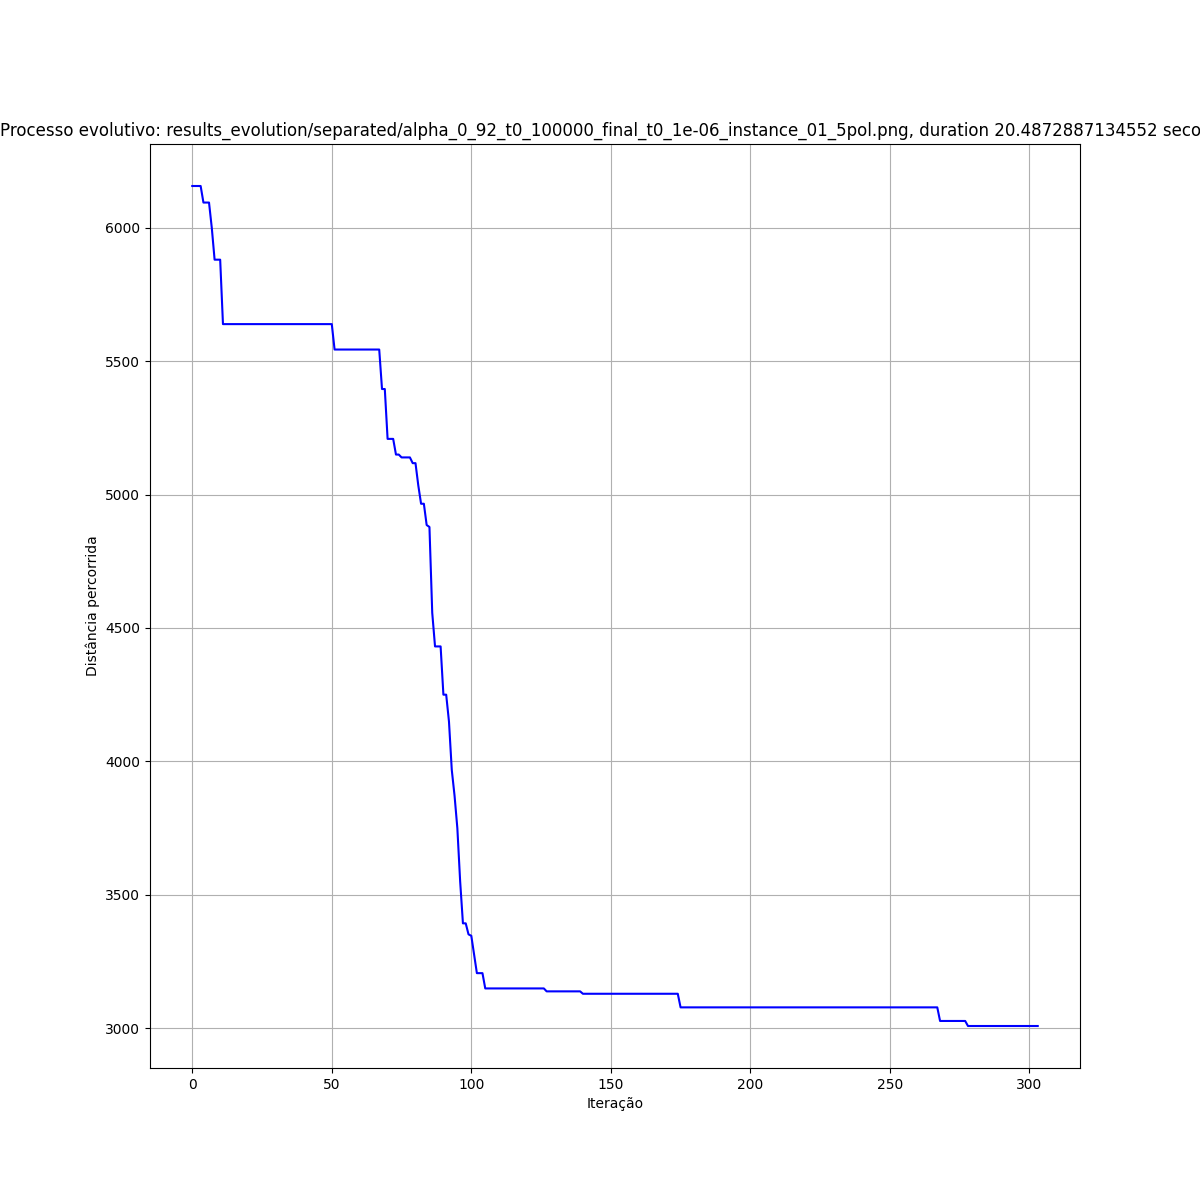 Processo evolutivo: results_evolution/separated/alpha_0_92_t0_100000_final_t0_1e-06_instance_01_5pol.png, duration 20.4872887134552 seco
6000
5500
5000
4500
4000
3500
3000
Distância percorrida
0 50 100 150 200 250 300
Iteração